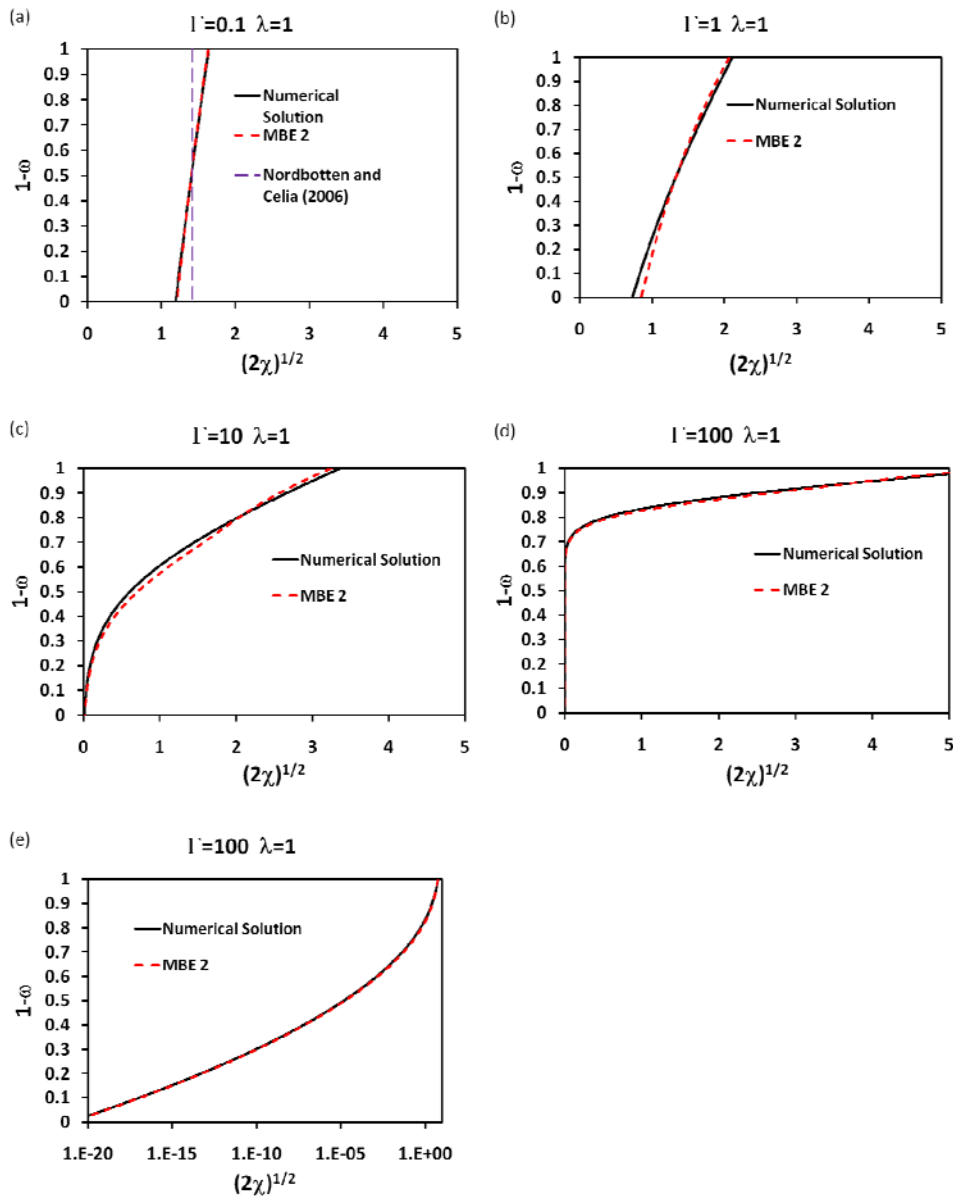 (a)
Γ=0.1 λ=1
1
0.9
0.8
0.7
0.6
0.5
0.4
0.3
0.2
0.1
0
1-ω
Numerical
Solution
MBE 2
Nordbotten and
Celia (2006)
0 1 2 3 4 5
(2χ)1/2
(b)
Γ=1 λ=1
1
0.9
0.8
0.7
0.6
0.5
0.4
0.3
0.2
0.1
0
1-ω
Numerical Solution
MBE 2
0 1 2 3 4 5
(2χ)1/2
(c)
Γ=10 λ=1
1
0.9
0.8
0.7
0.6
0.5
0.4
0.3
0.2
0.1
0
1-ω
Numerical Solution
MBE 2
0 1 2 3 4 5
(2χ)1/2
(d)
Γ=100 λ=1
1
0.9
0.8
0.7
0.6
0.5
0.4
0.3
0.2
0.1
0
1-ω
Numerical Solution
MBE 2
0 1 2 3 4 5
(2χ)1/2
(e)
Γ=100 λ=1
1
0.9
0.8
0.7
0.6
0.5
0.4
0.3
0.2
0.1
0
1-ω
Numerical Solution
MBE 2
1.E-20 1.E-15 1.E-10 1.E-05 1.E+00
(2χ)1/2